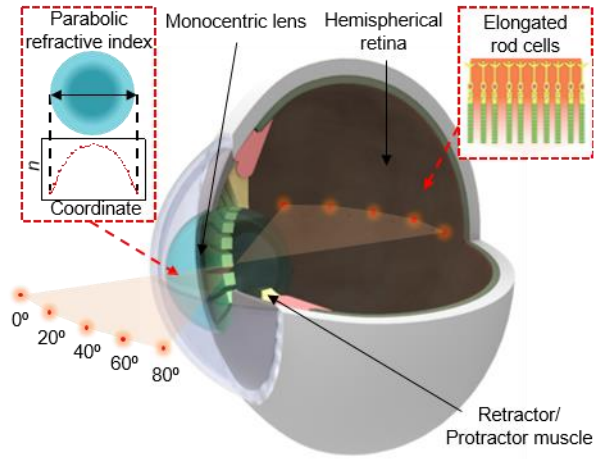 Parabolic
refractive index
n
Coordinate
Monocentric lens
Hemispherical
retina
Elongated
rod cells
0º
20º
40º
60º
80º
Retractor/
Protractor muscle